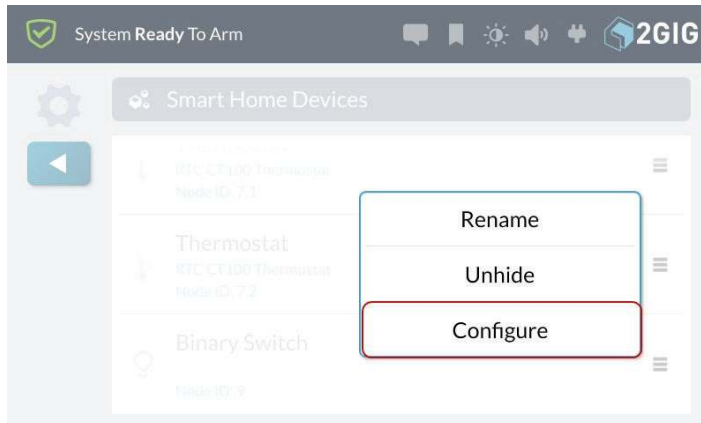 System Ready To Arm
2GIG
Smart Home Devices
RTC CT100 Thermostat
Node ID: 7.1
Rename
Thermostat
RTC CT100 Thermostat
Unhide
Node ID: 7.2
Configure
Binary Switch
Node ID: 9